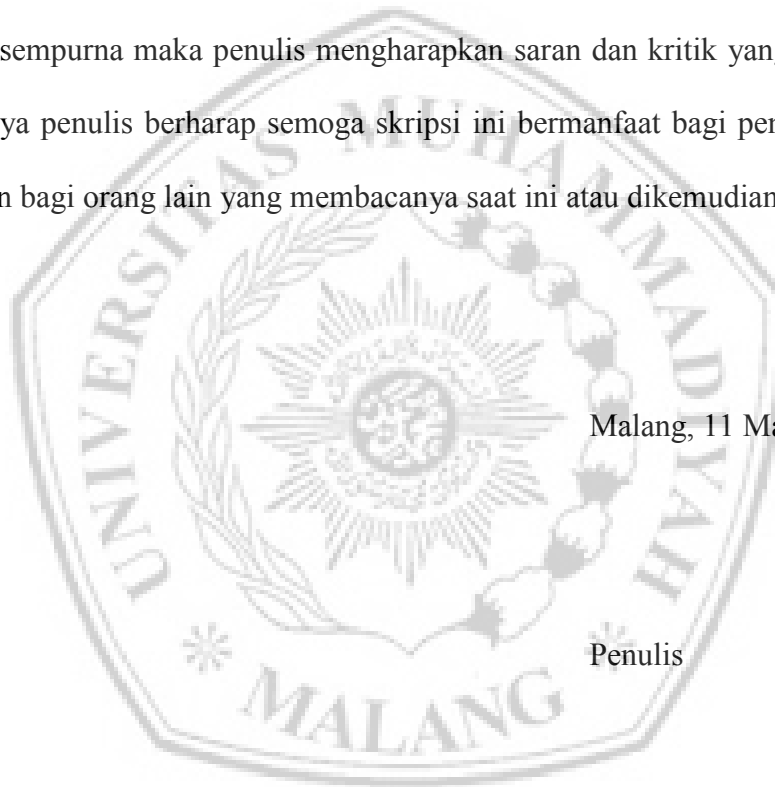 sempurna maka penulis mengharapkan saran dan kritik yang
ya penulis berharap semoga skripsi ini bermanfaat bagi per
n bagi orang lain yang membacanya saat ini atau dikemudian
Malang, 11 Ma
Penulis
UNIVERSITAS MUHAMMADIYAH
MALANG